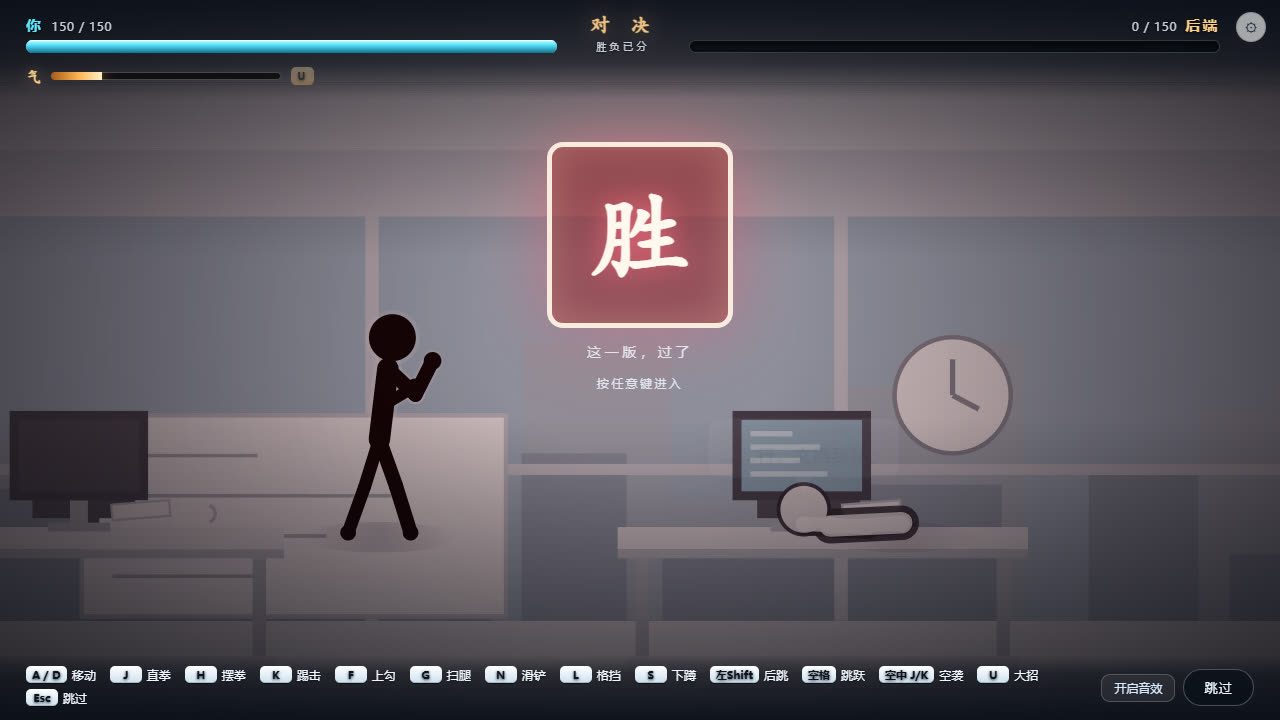 你 150 / 150
对 决
胜负已分
0 / 150 后端
气
U
胜
这一版，过了
按任意键进入
A / D 移动 J 直拳 H 摆拳 K 踢击 F 上勾 G 扫腿 N 滑铲 L 格挡 S 下蹲 左Shift 后跳 空格 跳跃 空中 J/K 空袭 U 大招
Esc 跳过
开启音效 跳过